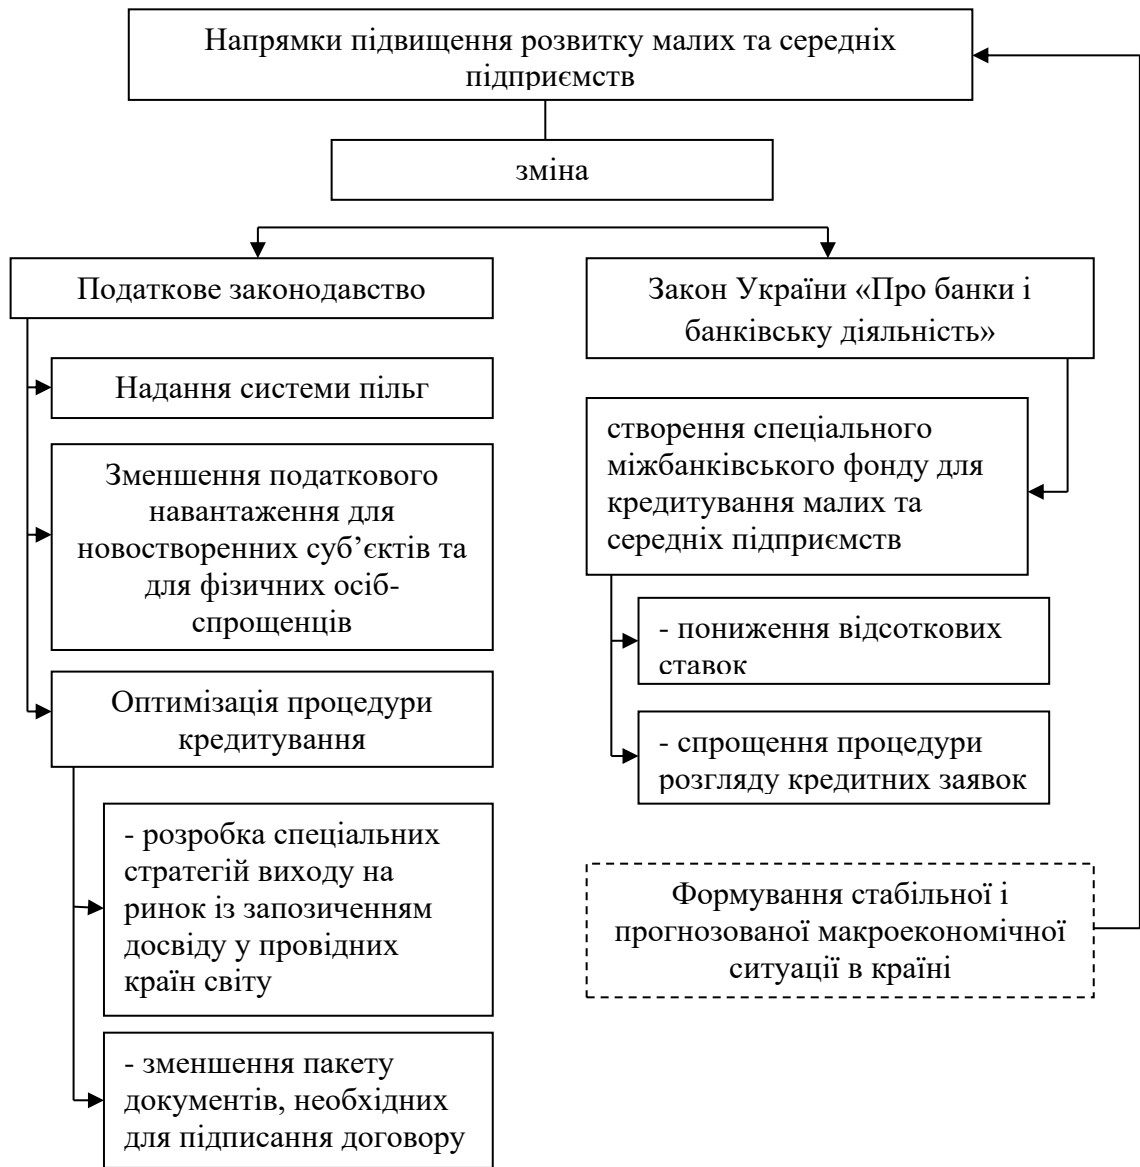 Напрямки підвищення розвитку малих та середніх
підприємств
зміна
Податкове законодавство
Надання системи пільг
Зменшення податкового
навантаження для
новостворенних суб’єктів та
для фізичних осіб-
спрощенців
Оптимізація процедури
кредитування
- розробка спеціальних
стратегій виходу на
ринок із запозиченням
досвіду у провідних
країн світу
- зменшення пакету
документів, необхідних
для підписання договору
Закон України «Про банки і
банківську діяльність»
створення спеціального
міжбанківського фонду для
кредитування малих та
середніх підприємств
- пониження відсоткових
ставок
- спрощення процедури
розгляду кредитних заявок
Формування стабільної і
прогнозованої макроекономічної
ситуації в країні